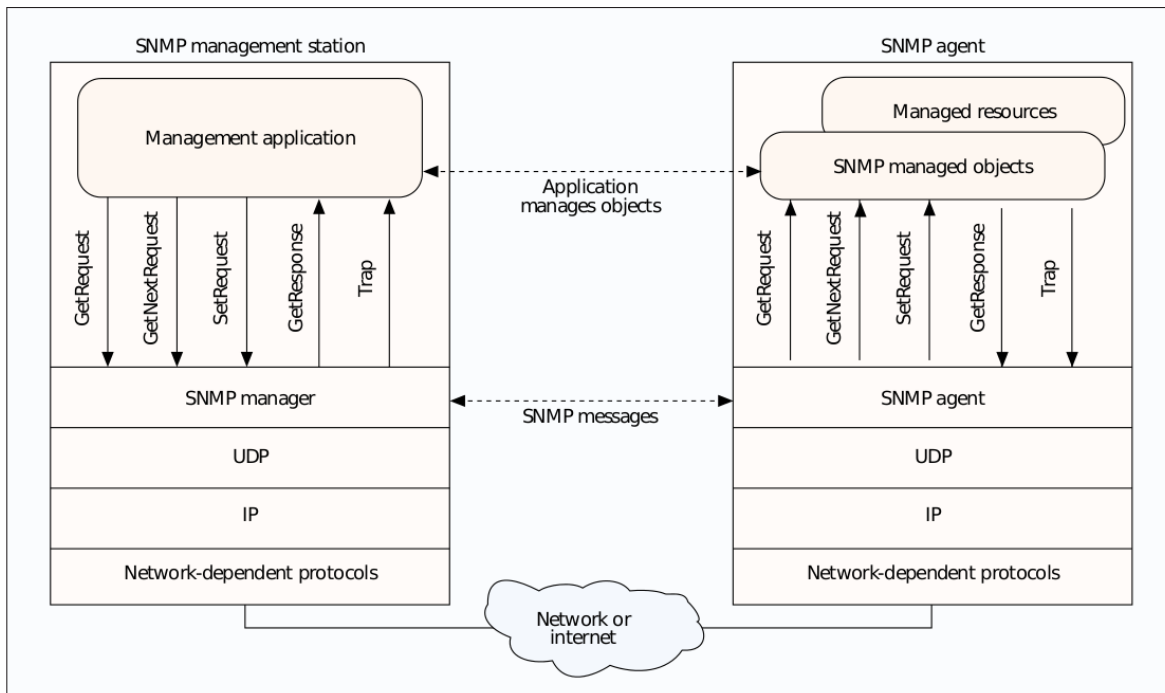 SNMP management station
Management application
GetRequest
GetNextRequest
SetRequest
GetResponse
Trap
SNMP manager
UDP
IP
Network-dependent protocols
Application
manages objects
SNMP messages
Network or
internet
SNMP agent
Managed resources
SNMP managed objects
GetRequest
GetNextRequest
SetRequest
GetResponse
Trap
SNMP agent
UDP
IP
Network-dependent protocols